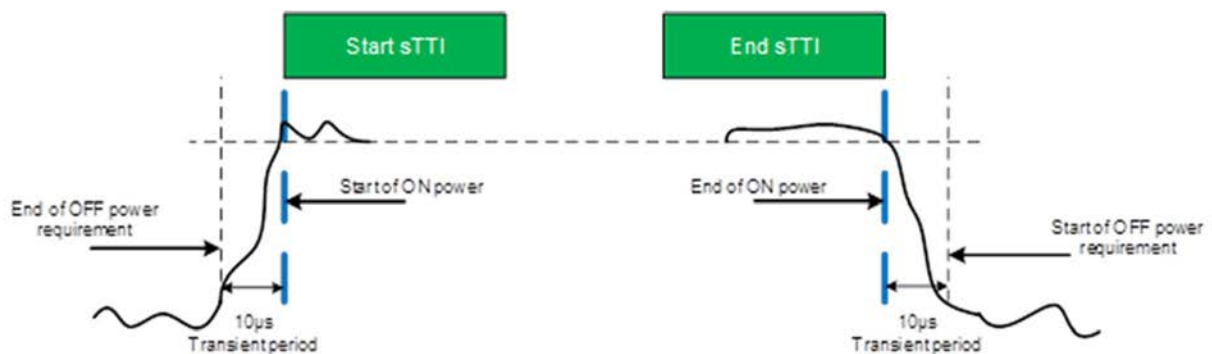 Start sTTI
End sTTI
Start of ON power
End of ON power
End of OFF power
requirement
Start of OFF power
requirement
10µs
Transient period
10µs
Transient period